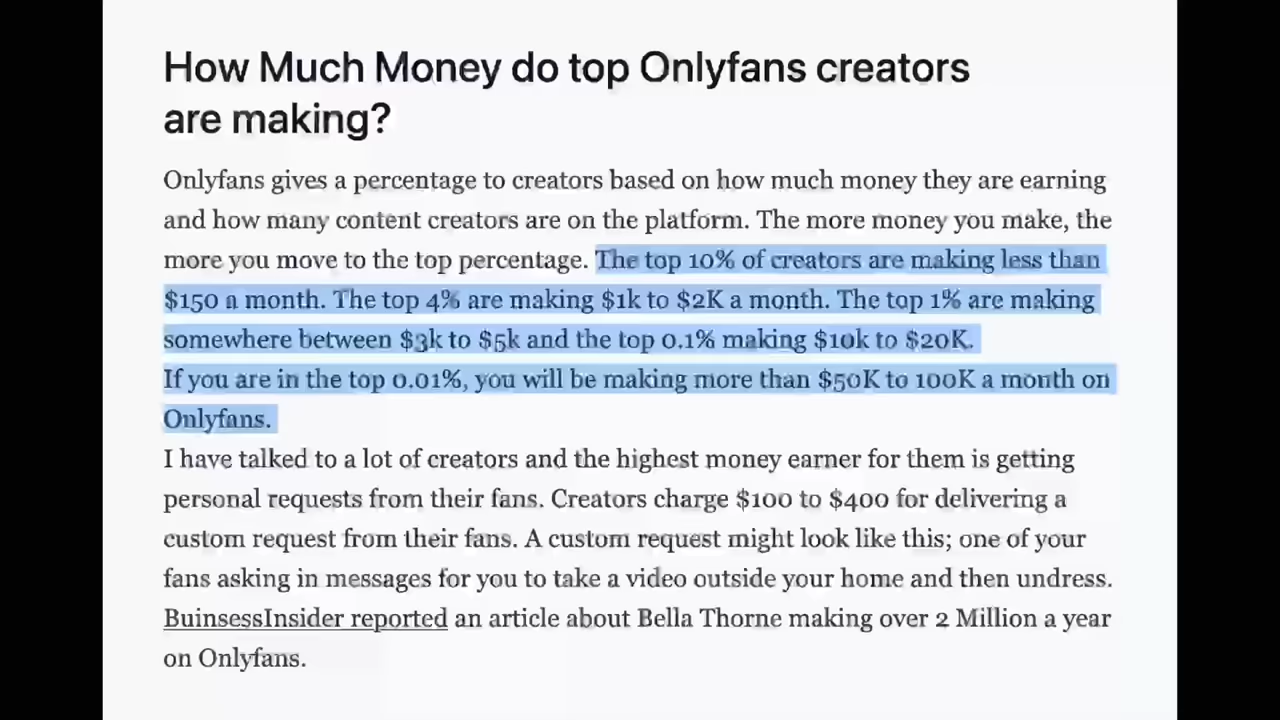 How Much Money do top Onlyfans creators
are making?
Onlyfans gives a percentage to creators based on how much money they are earning
and how many content creators are on the platform. The more money you make, the
more you move to the top percentage. The top 10% of creators are making less than
$150 a month. The top 4% are making $1k to $2K a month. The top 1% are making
somewhere between $3k to $5k and the top 0.1% making $10k to $20K.
If you are in the top 0.01%, you will be making more than $50K to 100K a month on
Onlyfans.
I have talked to a lot of creators and the highest money earner for them is getting
personal requests from their fans. Creators charge $100 to $400 for delivering a
custom request from their fans. A custom request might look like this; one of your
fans asking in messages for you to take a video outside your home and then undress.
BuinsessInsider reported an article about Bella Thorne making over 2 Million a year
on Onlyfans.